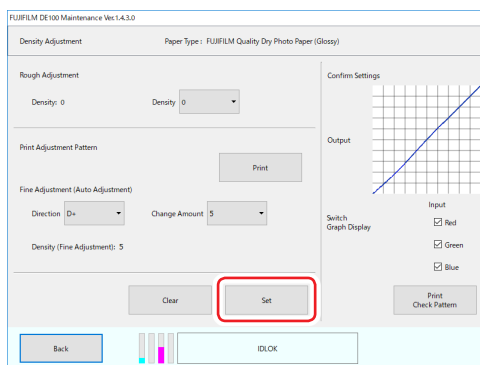 FUJIFILM DE100 Maintenance Ver.1.4.3.0
Density Adjustment
Paper Type : FUJIFILM Quality Dry Photo Paper (Glossy)
Rough Adjustment
Density: 0
Density 0
Print Adjustment Pattern
Print
Fine Adjustment (Auto Adjustment)
Direction D+
Change Amount 5
Density (Fine Adjustment): 5
Clear
Set
Confirm Settings
Output
Input
Switch
Graph Display
Red
Green
Blue
Print
Check Pattern
Back
IDLOK